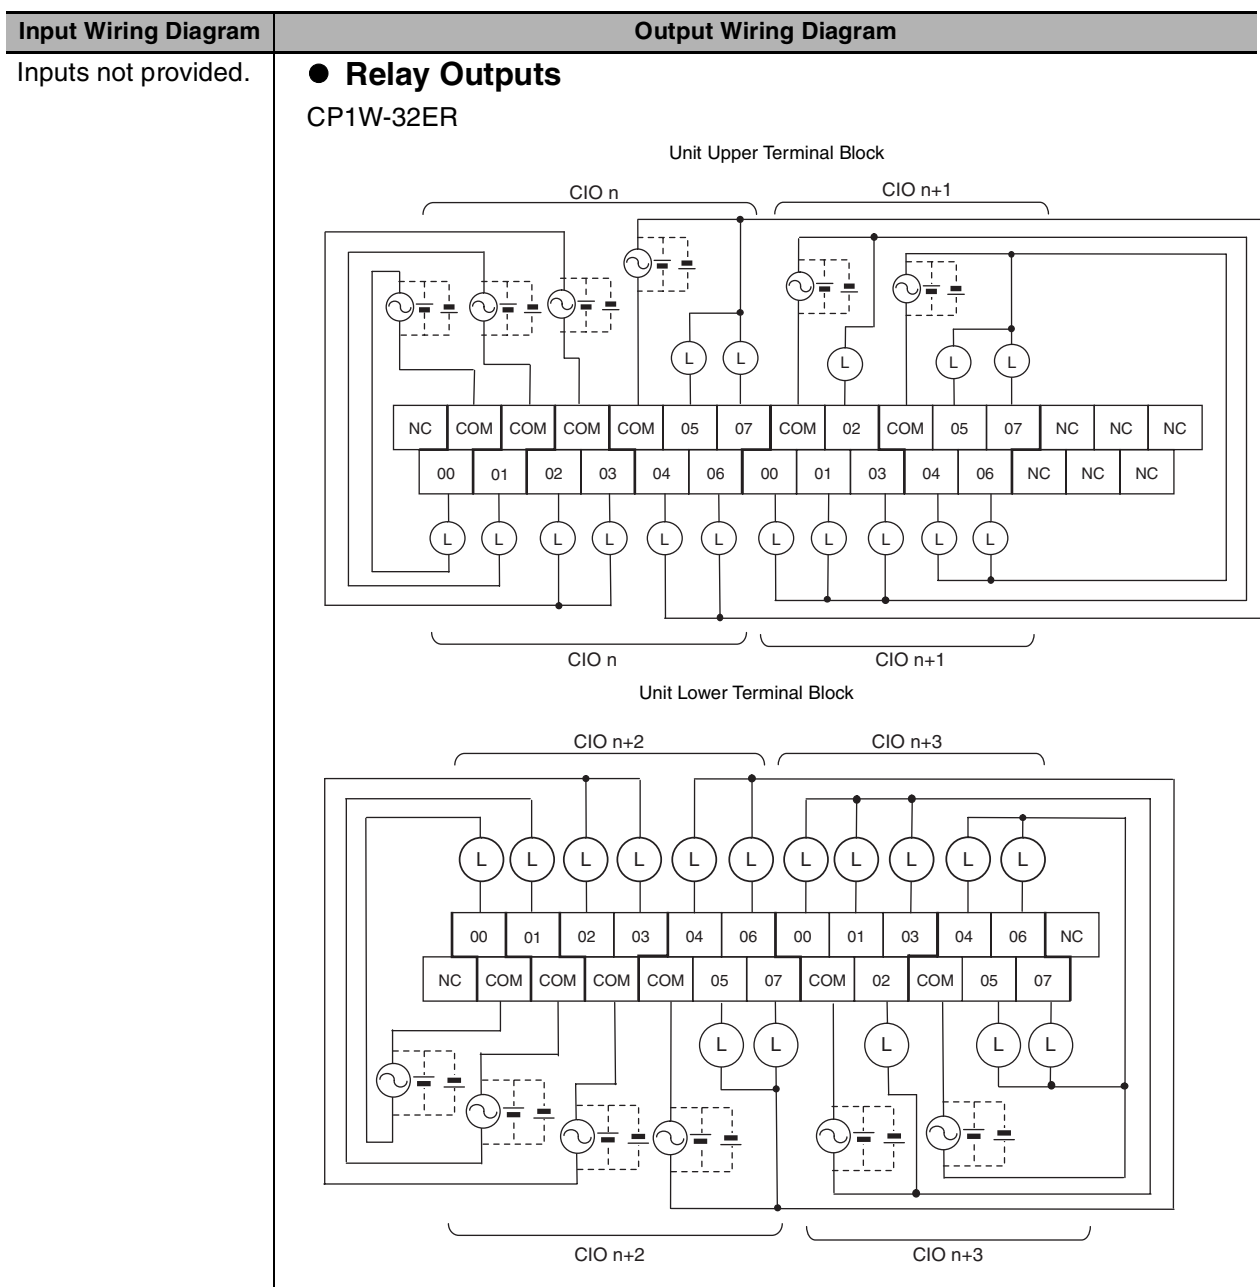 Input Wiring Diagram Output Wiring Diagram
Inputs not provided.
● Relay Outputs
CP1W-32ER
Unit Upper Terminal Block
CIO n CIO n+1
L L L L L
NC COM COM COM COM 05 07 COM 02 COM 05 07 NC NC NC
00 01 02 03 04 06 00 01 03 04 06 NC NC NC
L L L L L L L L L L L
CIO n CIO n+1
Unit Lower Terminal Block
CIO n+2 CIO n+3
L L L L L L L L L L L
00 01 02 03 04 06 00 01 03 04 06 NC
NC COM COM COM COM 05 07 COM 02 COM 05 07
L L L L L
CIO n+2 CIO n+3